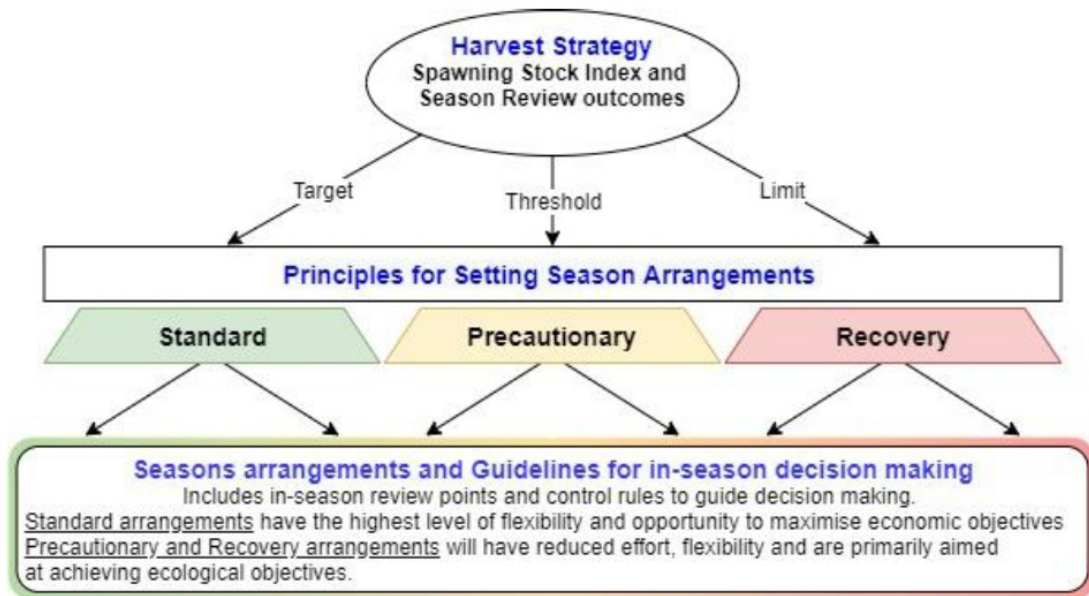 Harvest Strategy
Spawning Stock Index and
Season Review outcomes
Target
Threshold
Limit
Principles for Setting Season Arrangements
Standard
Precautionary
Recovery
Seasons arrangements and Guidelines for in-season decision making
Includes in-season review points and control rules to guide decision making.
Standard arrangements have the highest level of flexibility and opportunity to maximise economic objectives
Precautionary and Recovery arrangements will have reduced effort, flexibility and are primarily aimed
at achieving ecological objectives.